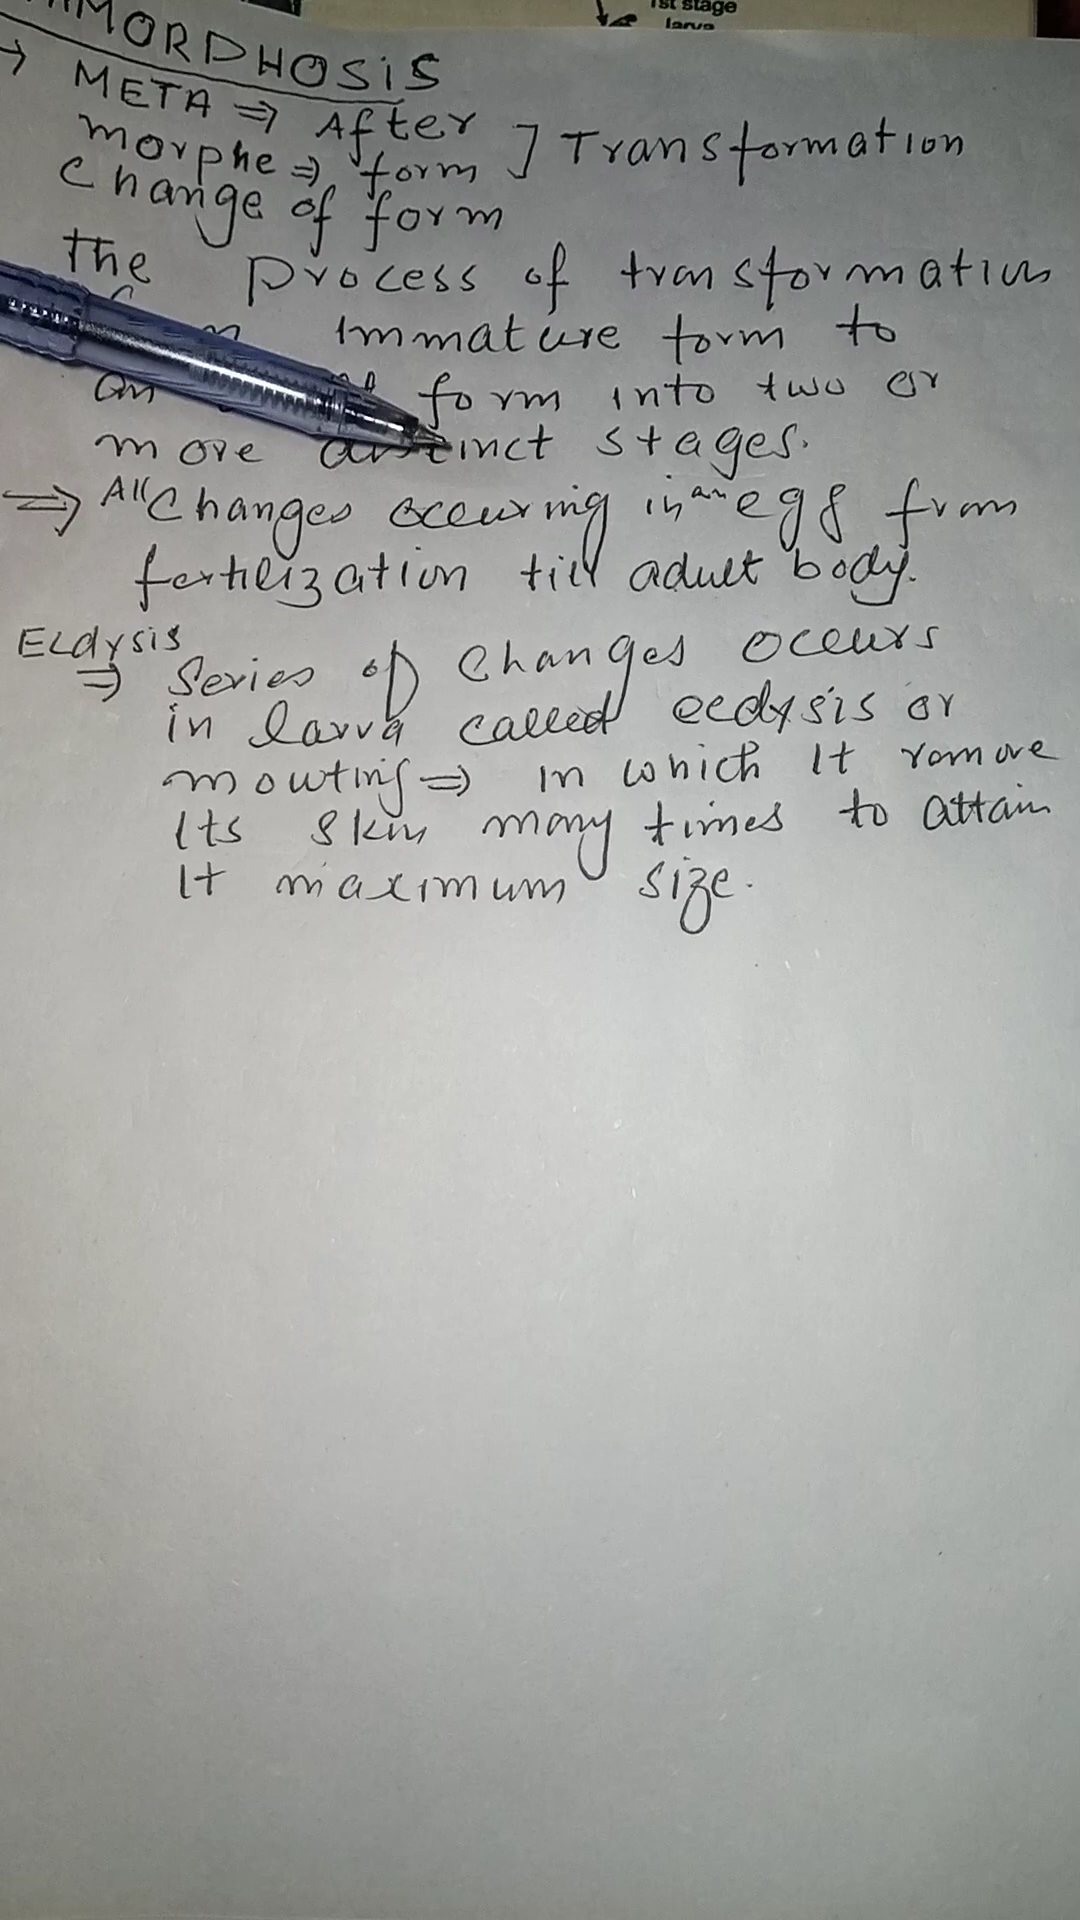 1st stage
larva
MORPHOSIS
→ META ⇒ After
morphe ⇒ form ] Transformation
Change of form
the process of transformation
Immature form to
an form into two or
more distinct stages.
⇒ All changes occuring in an egg from
fertilization till adult body.
Ecdysis
⇒ Series of changes occurs
in larva called ecdysis or
moulting ⇒ in which It remove
Its skin many times to attain
It maximum size.